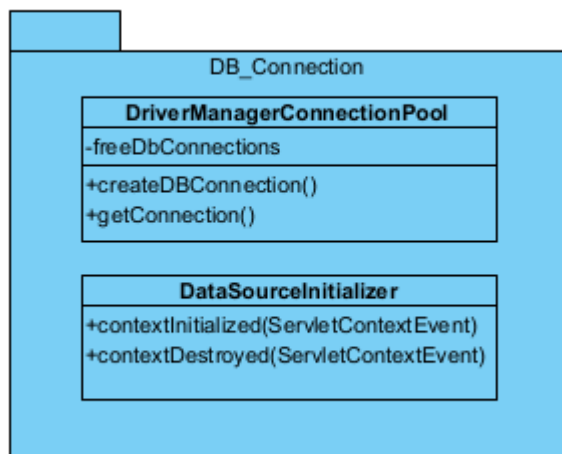 DB_Connection
DriverManagerConnectionPool
-freeDbConnections
+createDBConnection()
+getConnection()
DataSourceInitializer
+contextInitialized(ServletContextEvent)
+contextDestroyed(ServletContextEvent)